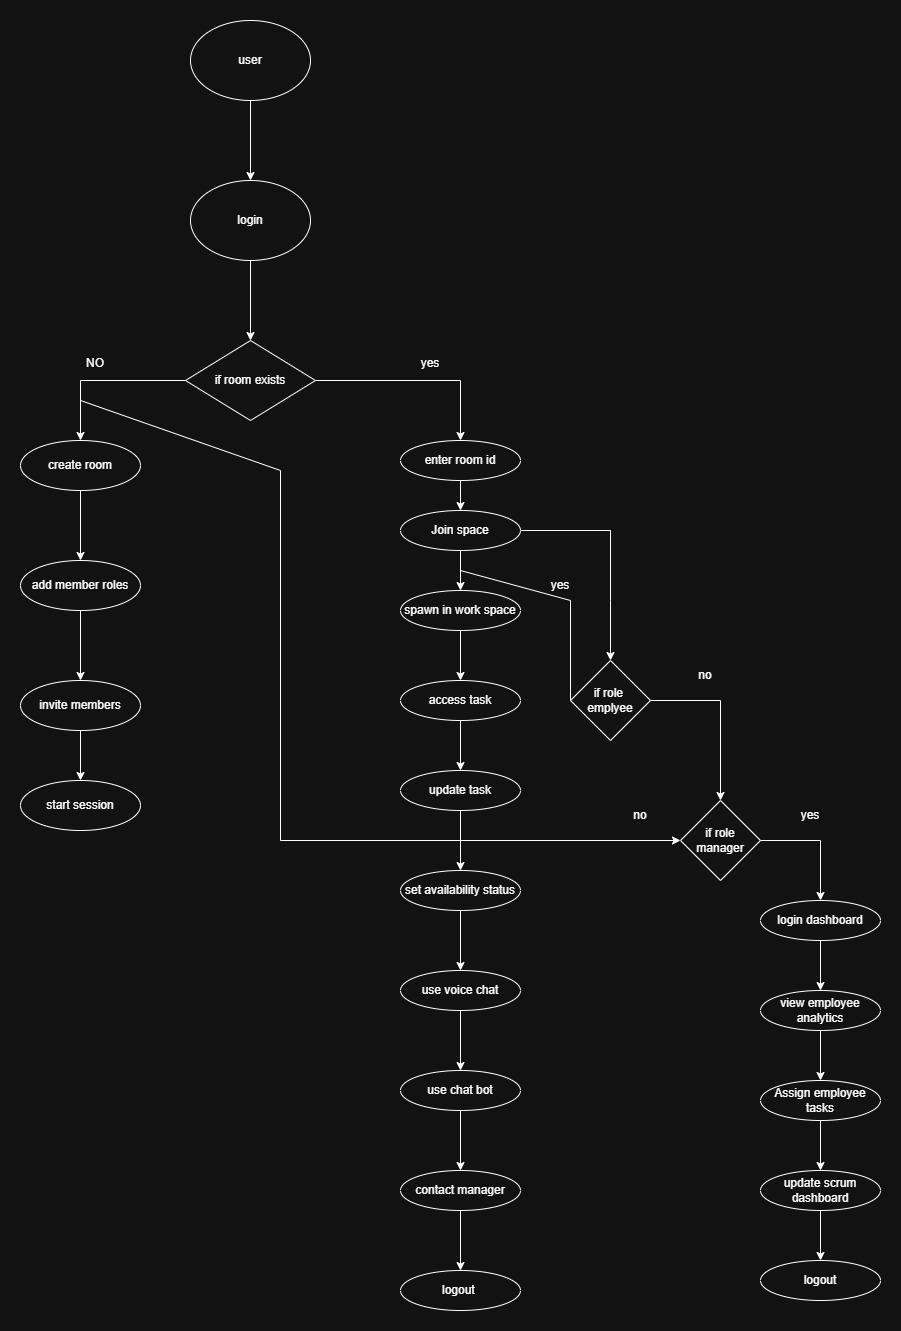 user
login
NO
yes
if room exists
create room
enter room id
Join space
add member roles
yes
spawn in work space
no
if role
emplyee
invite members
access task
start session
update task
no
yes
if role
manager
set availability status
login dashboard
use voice chat
view employee
analytics
use chat bot
Assign employee
tasks
contact manager
update scrum
dashboard
logout
logout